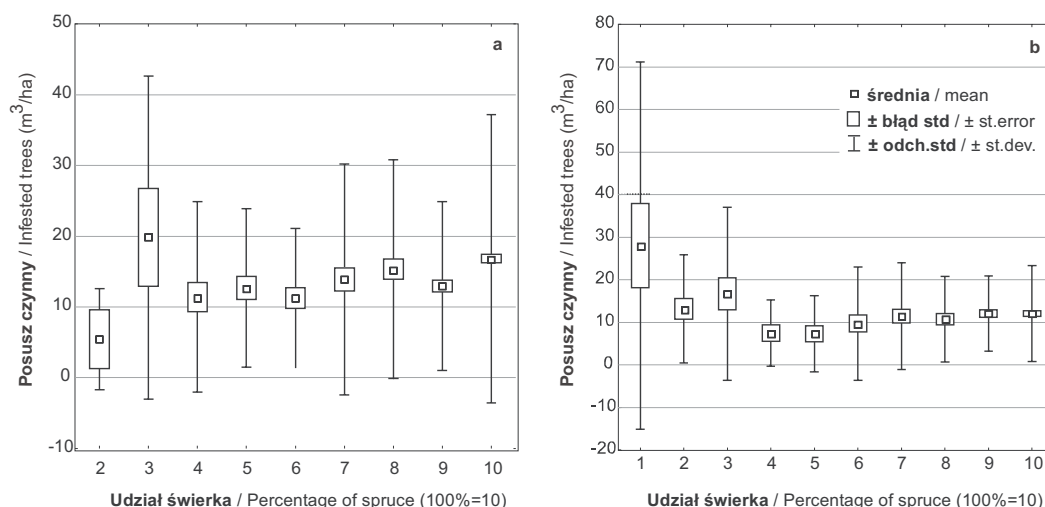 50
40
30
20
10
0
-10
Posusz czynny / Infested trees (m³/ha)
a
2 3 4 5 6 7 8 9 10
Udział świerka / Percentage of spruce (100%=10)
80
70
60
50
40
30
20
10
0
-10
-20
Posusz czynny / Infested trees (m³/ha)
b
średnia / mean
± błąd std / ± st.error
± odch.std / ± st.dev.
1 2 3 4 5 6 7 8 9 10
Udział świerka / Percentage of spruce (100%=10)